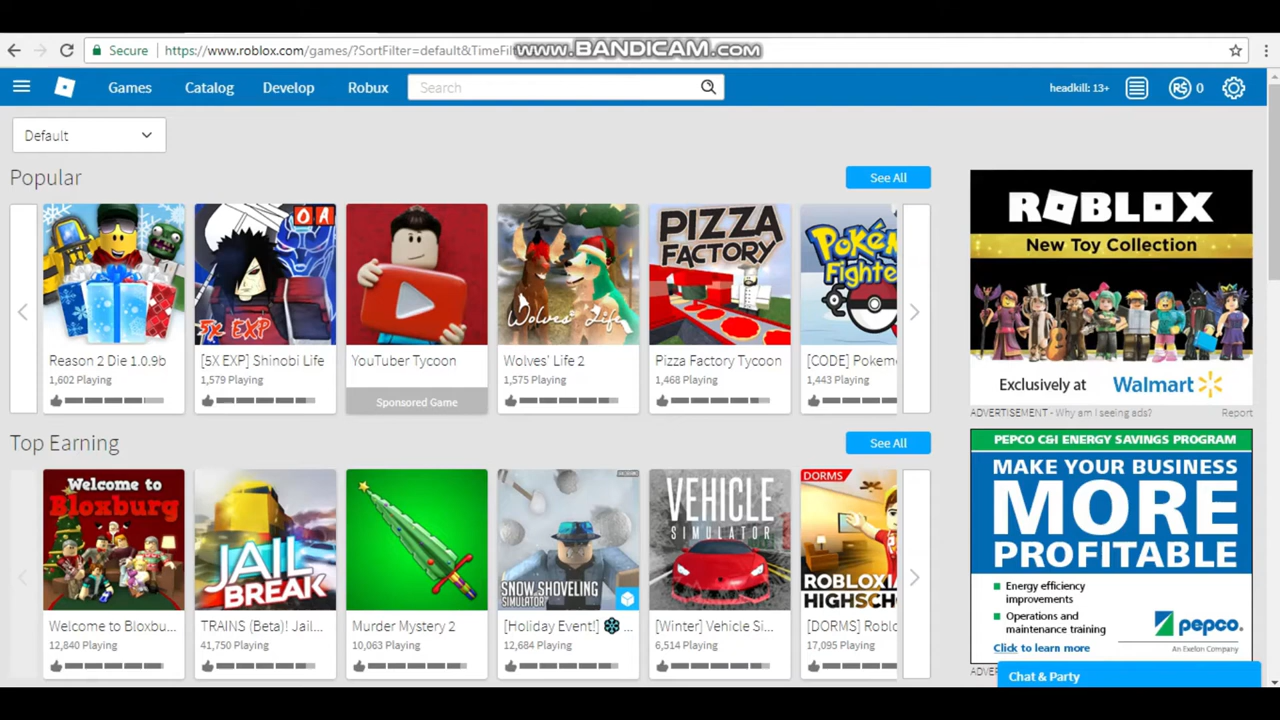 Secure
https://www.roblox.com/games/?SortFilter=default&TimeFil
www.BANDICAM.com
Games
Catalog
Develop
Robux
Search
headkill: 13+
R$ 0
Default
Popular
See All
OA
5X EXP
YouTuber Tycoon
Wolves' Life
PIZZA
FACTORY
Poké
Fighte
Reason 2 Die 1.0.9b
[5X EXP] Shinobi Life
Wolves' Life 2
Pizza Factory Tycoon
[CODE] Pokem
1,602 Playing
1,579 Playing
1,575 Playing
1,468 Playing
1,443 Playing
Sponsored Game
ROBLOX
New Toy Collection
Exclusively at Walmart
ADVERTISEMENT - Why am I seeing ads?
Report
Top Earning
See All
Welcome to
Bloxburg
JAIL
BREAK
SNOW SHOVELING
SIMULATOR
VEHICLE
SIMULATOR
DORMS
ROBLOXIA
HIGHSCH
Welcome to Bloxbu...
TRANS (Beta)! Jail...
Murder Mystery 2
[Holiday Event!] ...
[Winter] Vehicle Si...
[DORMS] Roblo
12,840 Playing
41,750 Playing
10,063 Playing
12,684 Playing
6,514 Playing
17,095 Playing
PEPCO C&I ENERGY SAVINGS PROGRAM
MAKE YOUR BUSINESS
MORE
PROFITABLE
Energy efficiency
improvements
Operations and
maintenance training
Click to learn more
pepco.
An Exelon Company
ADVE
Chat & Party